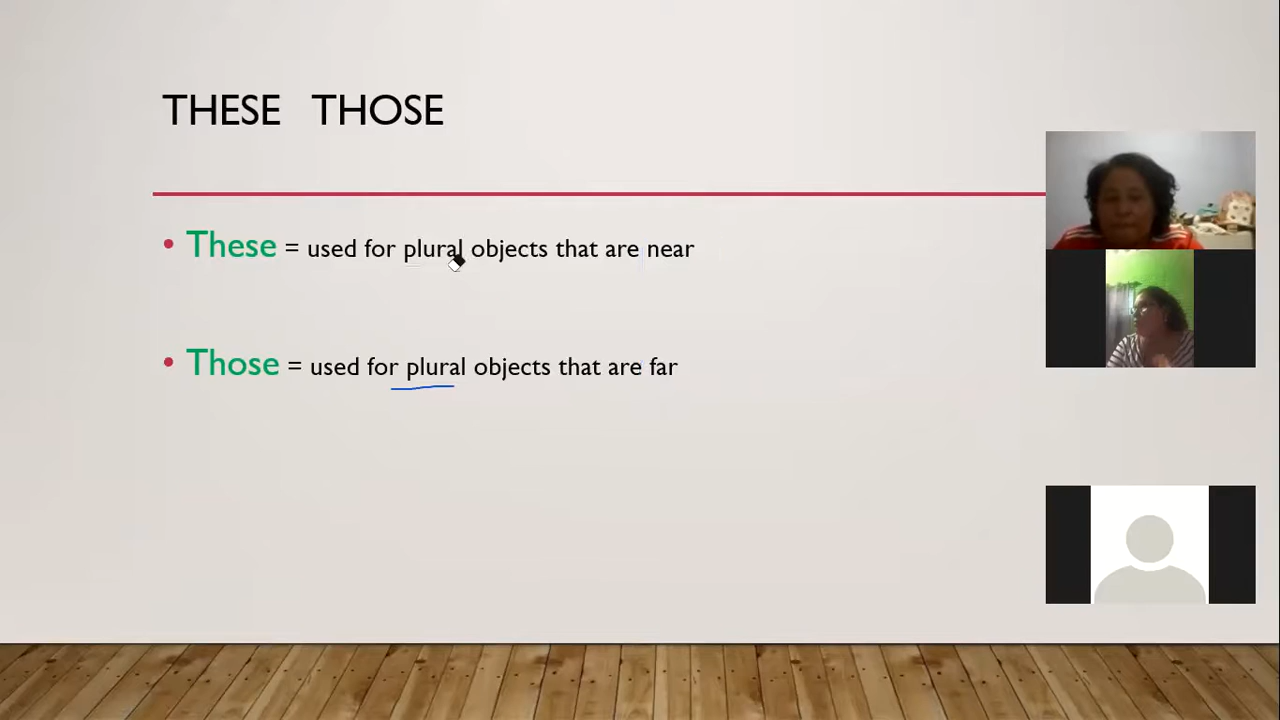 THESE THOSE
• These = used for plural objects that are near
• Those = used for plural objects that are far